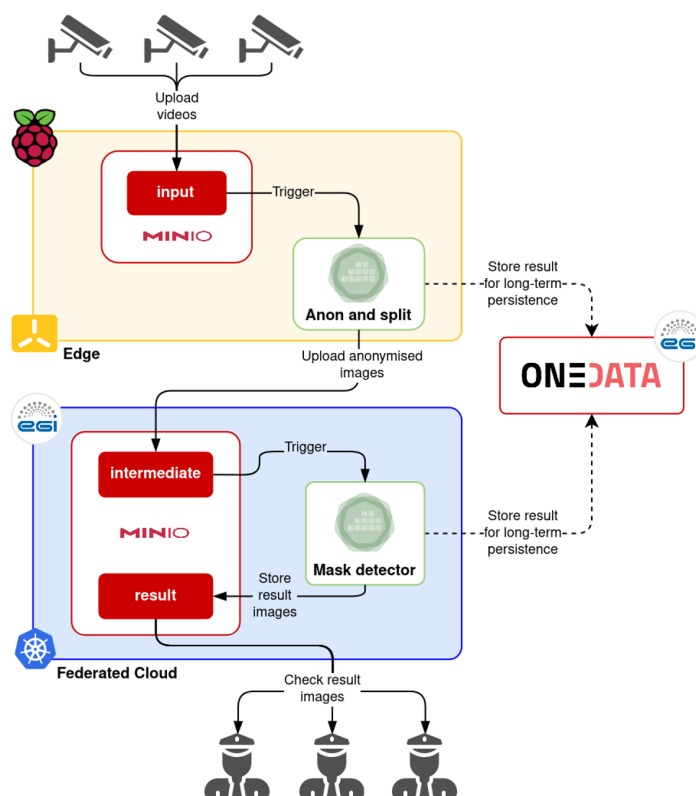 Upload
videos
input
Trigger
MINIO
Anon and split
Store result
for long-term
persistence
Edge
Upload anonymised
images
ONEDATA
eGi
intermediate
Trigger
MINIO
Mask detector
Store result
for long-term
persistence
Store
result
images
result
Federated Cloud
Check result
images